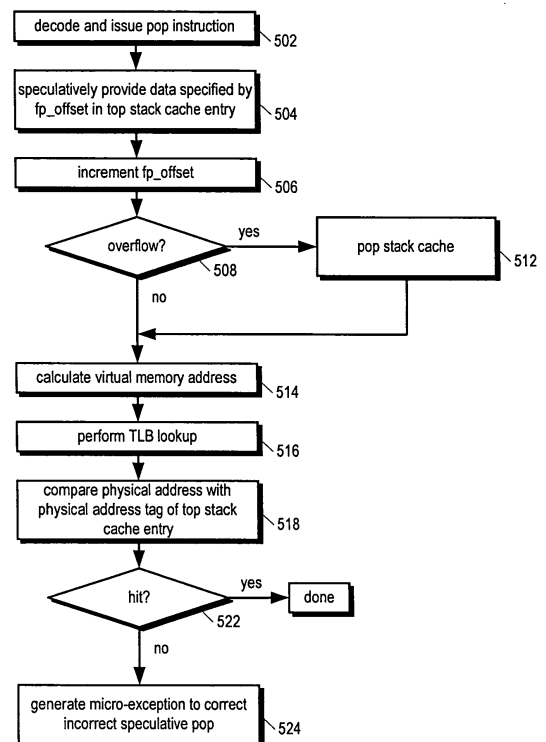 decode and issue pop instruction
502
speculatively provide data specified by
fp_offset in top stack cache entry
504
increment fp_offset
506
overflow?
508
yes
pop stack cache
512
no
calculate virtual memory address
514
perform TLB lookup
516
compare physical address with
physical address tag of top stack
cache entry
518
hit?
522
yes
done
no
generate micro-exception to correct
incorrect speculative pop
524